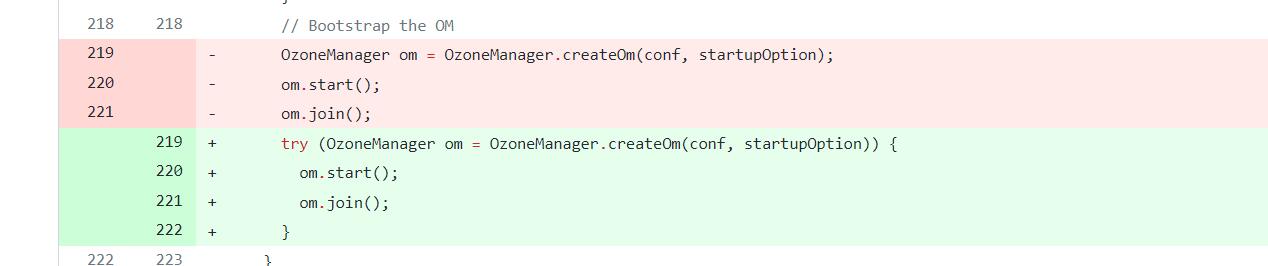 218 218 // Bootstrap the OM
219 - OzoneManager om = OzoneManager.createOm(conf, startupOption);
220 - om.start();
221 - om.join();
219 + try (OzoneManager om = OzoneManager.createOm(conf, startupOption)) {
220 + om.start();
221 + om.join();
222 + }
222 223 }